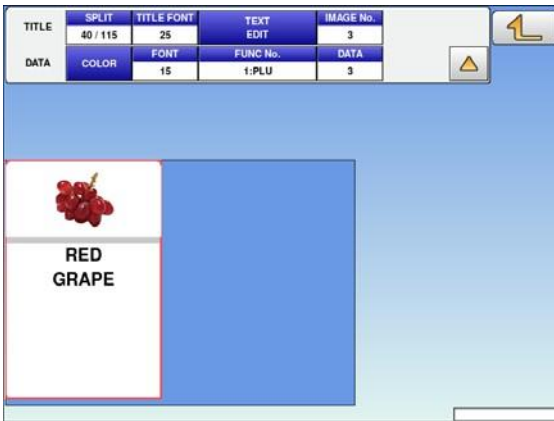 TITLE SPLIT TITLE FONT TEXT EDIT IMAGE No.
40 / 115 25 3
DATA COLOR FONT FUNC No. DATA
15 1:PLU 3
RED
GRAPE